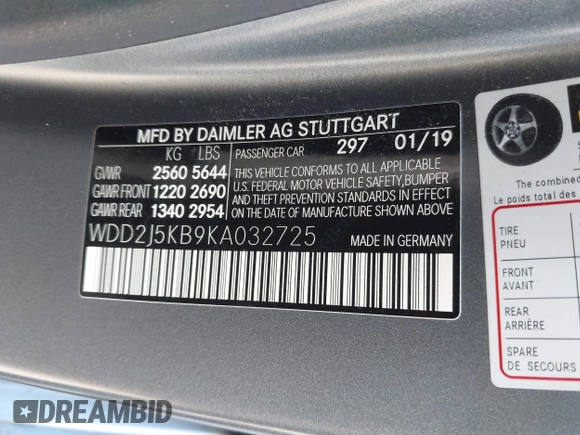 MFD BY DAIMLER AG STUTTGART
KG LBS PASSENGER CAR 297 01/19
GVWR 2560 5644
GAWR FRONT 1220 2690
GAWR REAR 1340 2954
THIS VEHICLE CONFORMS TO ALL APPLICABLE
U.S. FEDERAL MOTOR VEHICLE SAFETY, BUMPER
AND THEFT PREVENTION STANDARDS IN EFFECT
ON THE DATE OF MANUFACTURE SHOWN ABOVE.
WDD2J5KB9KA032725 MADE IN GERMANY
The combined
Le poids total
TIRE
PNEU
FRONT
AVANT
REAR
ARRIÈRE
SPARE
DE SECOURS
DREAMBID